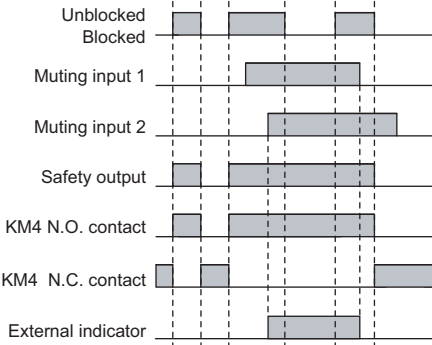 Unblocked
Blocked
Muting input 1
Muting input 2
Safety output
KM4 N.O. contact
KM4 N.C. contact
External indicator